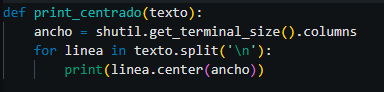 def print_centrado(texto):
    ancho = shutil.get_terminal_size().columns
    for linea in texto.split('\n'):
        print(linea.center(ancho))